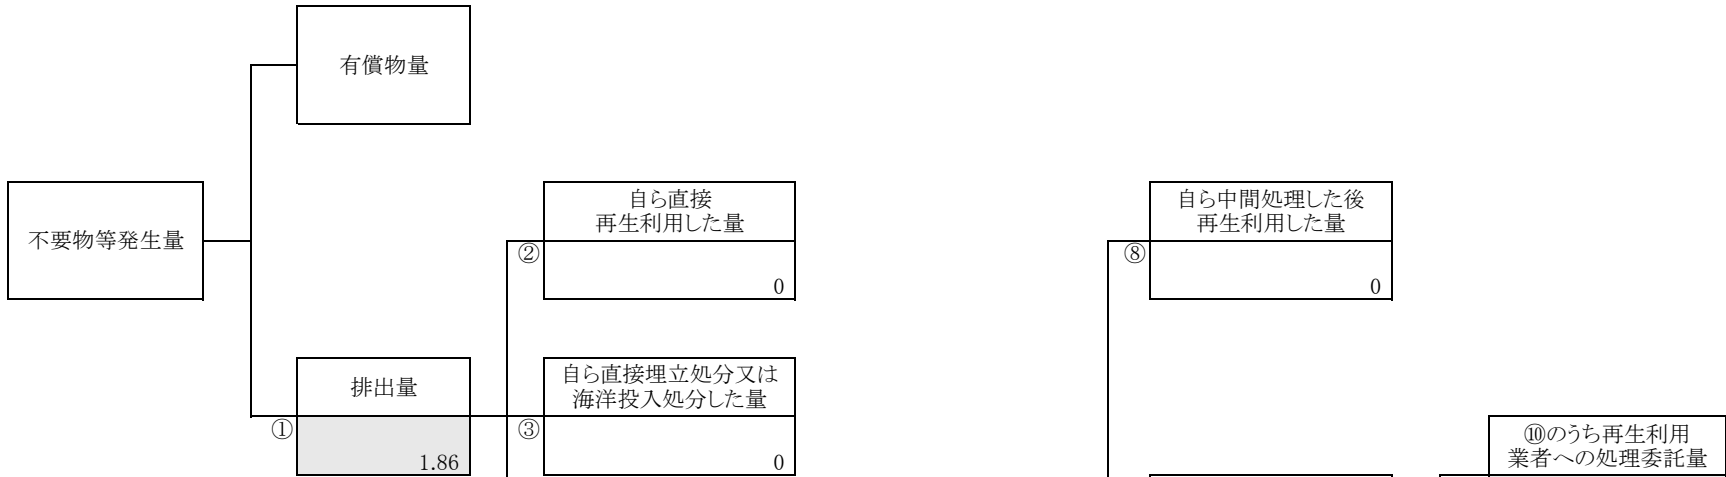 有償物量
不要物等発生量
自ら直接
再生利用した量
②
0
自ら中間処理した後
再生利用した量
⑧
0
排出量
①
1.86
自ら直接埋立処分又は
海洋投入処分した量
③
0
⑩のうち再生利用
業者への処理委託量